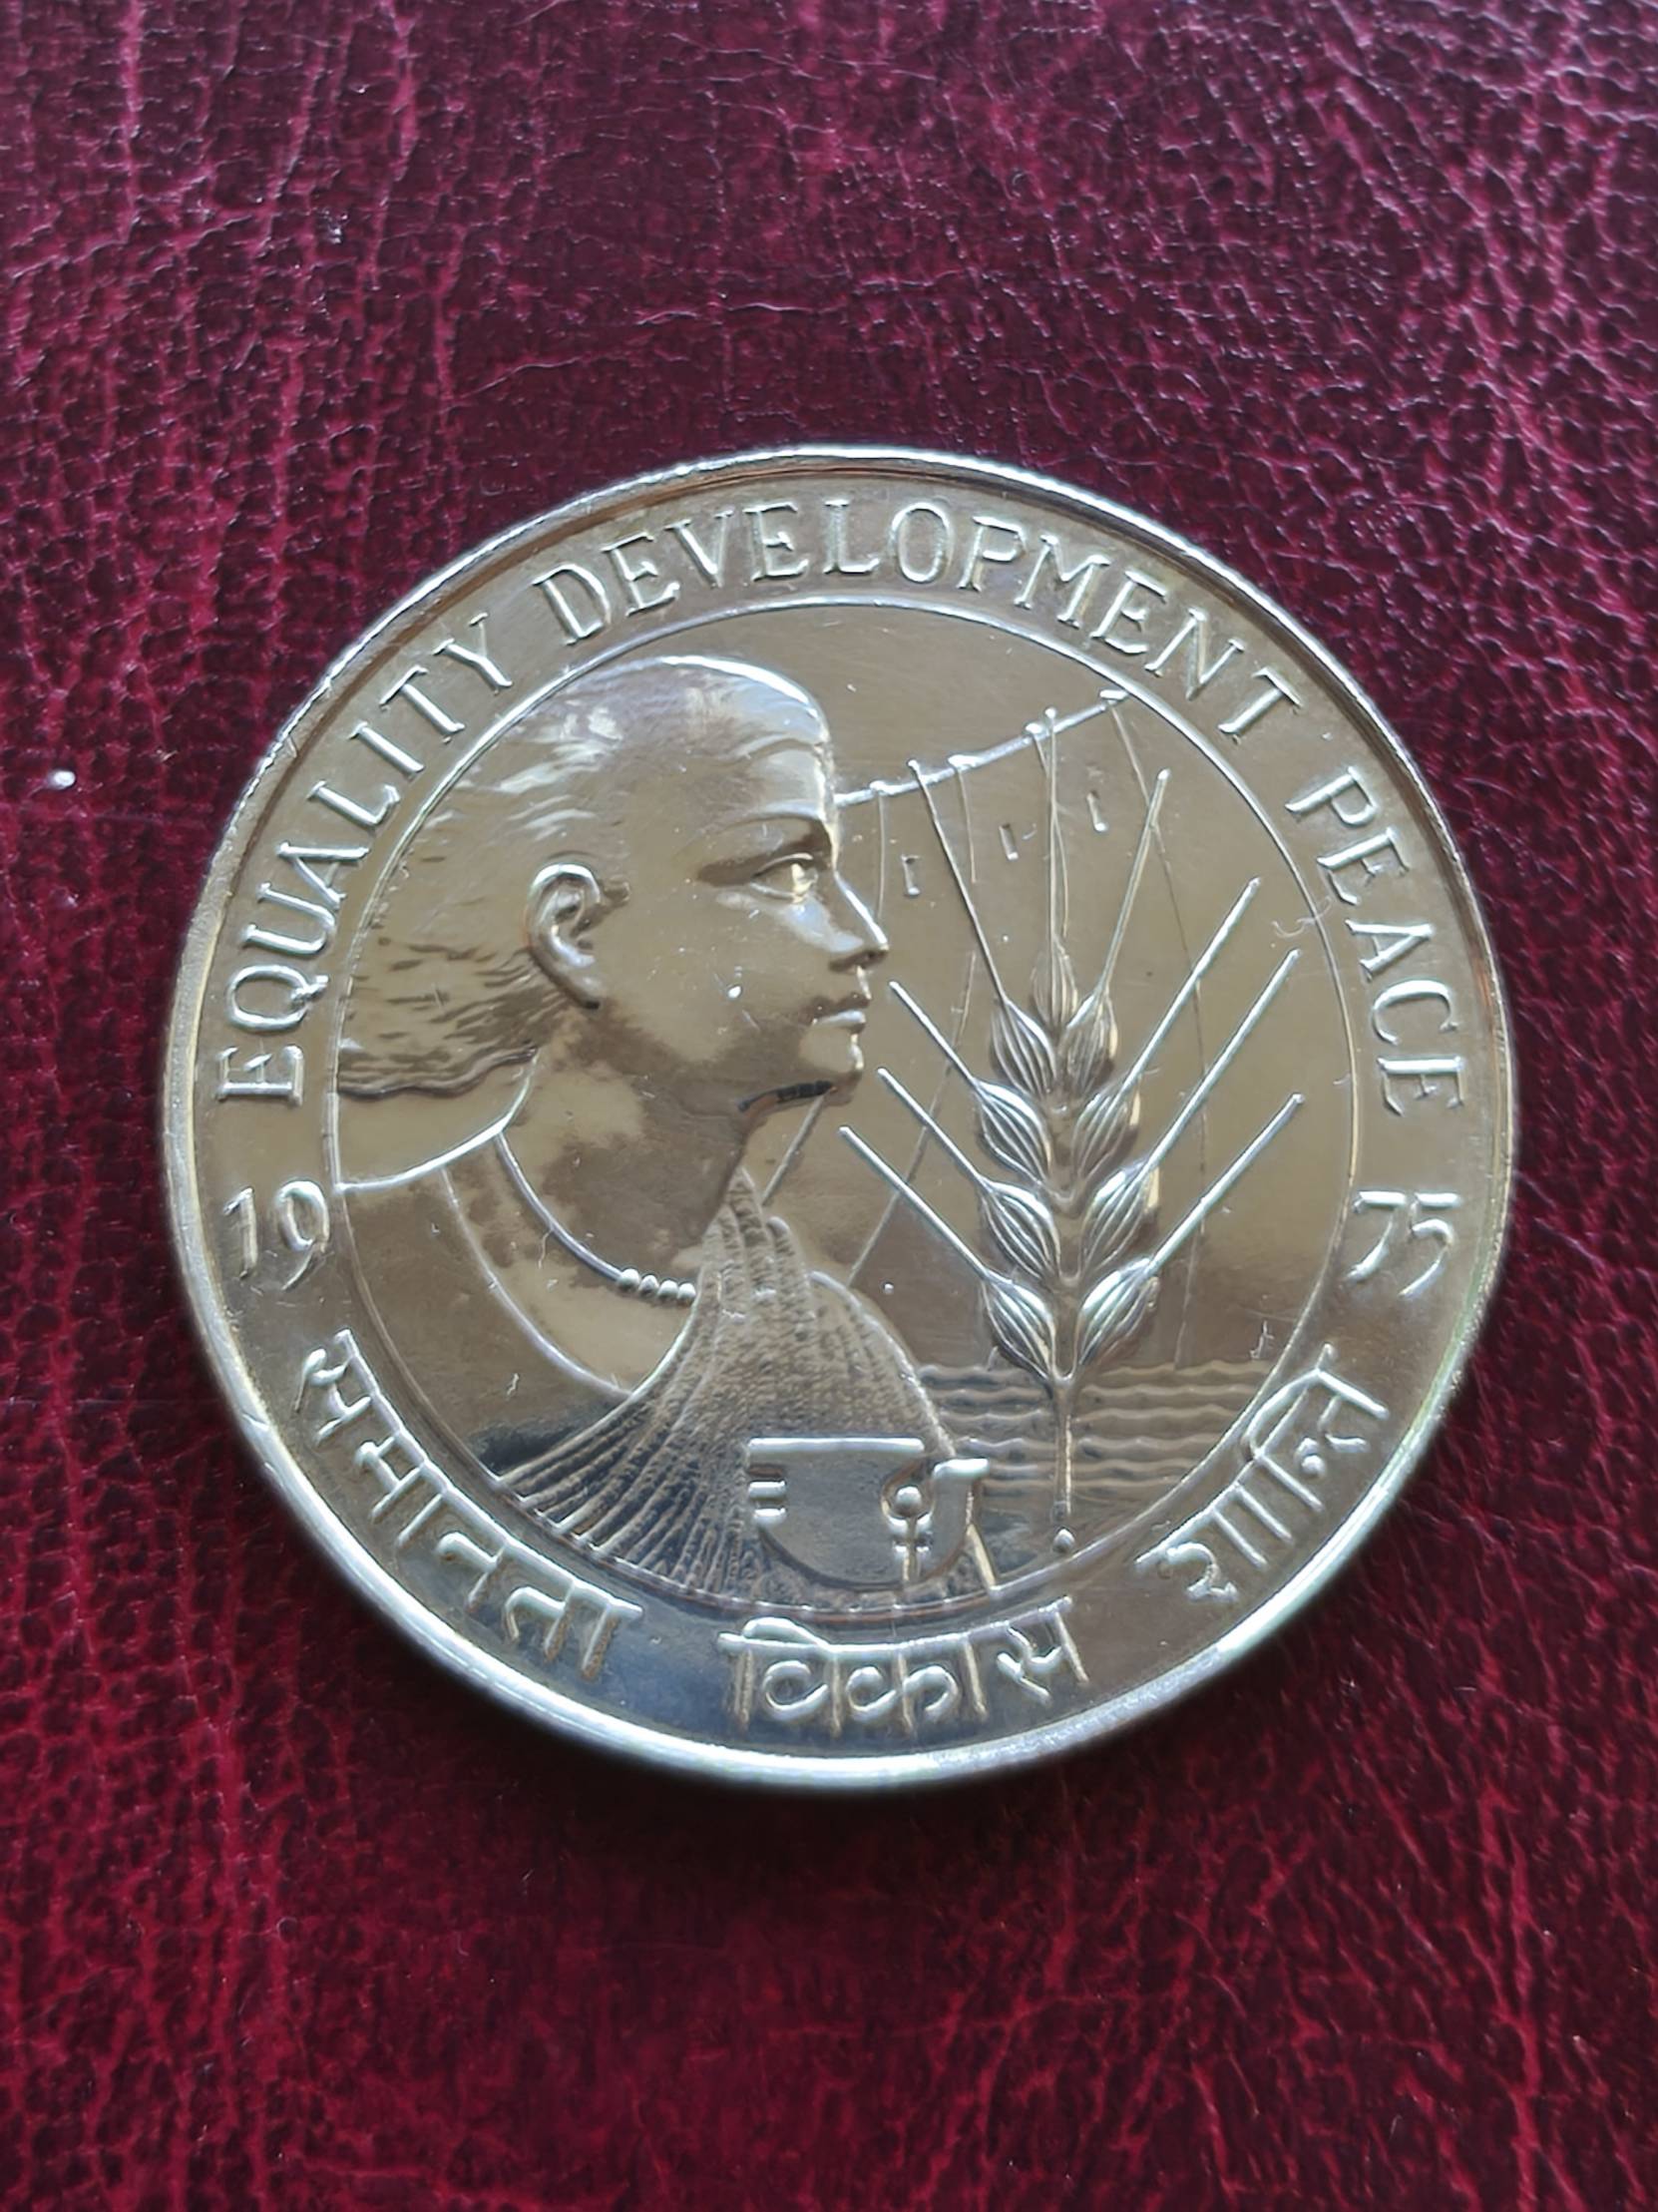 EQUALITY DEVELOPMENT PEACE
19 75
समानता विकास शान्ति